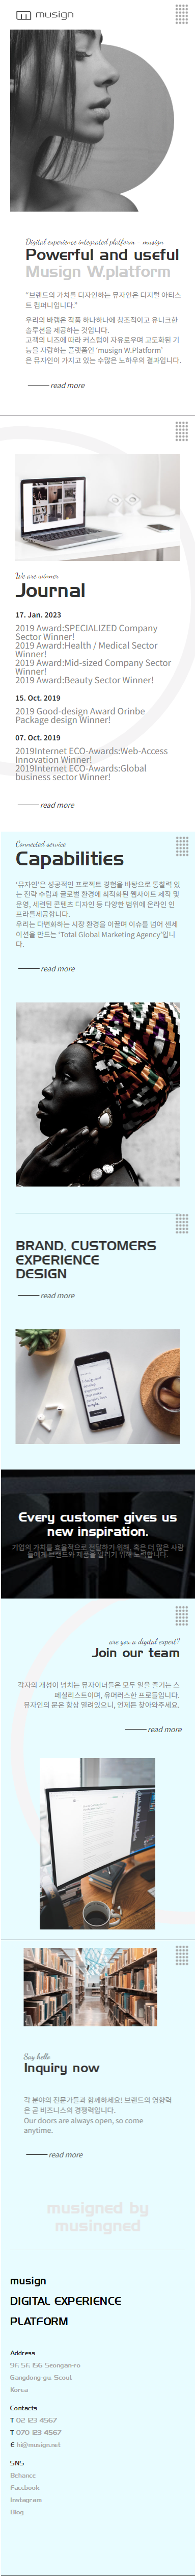 musign
Digital experience integrated platform - musign
Powerful and useful
Musign W.platform
"브랜드의 가치를 디자인하는 뮤자인은 디지털 아티스
트 컴퍼니입니다."
우리의 바램은 작품 하나하나에 창조적이고 유니크한
솔루션을 제공하는 것입니다.
고객의 니즈에 따라 커스텀이 자유로우며 고도화된 기
능을 자랑하는 플랫폼인 'musign W.Platform'
은 뮤자인이 가지고 있는 수많은 노하우의 결과입니다.
read more
We are winner
Journal
17. Jan. 2023
2019 Award:SPECIALIZED Company
Sector Winner!
2019 Award:Health / Medical Sector
Winner!
2019 Award:Mid-sized Company Sector
Winner!
2019 Award:Beauty Sector Winner!
15. Oct. 2019
2019 Good-design Award Orinbe
Package design Winner!
07. Oct. 2019
2019Internet ECO-Awards:Web-Access
Innovation Winner!
2019Internet ECO-Awards:Global
business sector Winner!
read more
Connected service
Capabilities
'뮤자인'은 성공적인 프로젝트 경험을 바탕으로 통찰력 있
는 전략 수립과 글로벌 환경에 최적화된 웹사이트 제작 및
운영, 세련된 콘텐츠 디자인 등 다양한 범위에 온라인 인
프라를제공합니다.
우리는 다변화하는 시장 환경을 이끌며 이슈를 넘어 센세
이션을 만드는 'Total Global Marketing Agency'입니
다.
read more
BRAND. CUSTOMERS
EXPERIENCE
DESIGN
read more
Every customer gives us
new inspiration.
기업의 가치를 효율적으로 전달하기 위해, 혹은 더 많은 사람
들에게 브랜드와 제품을 알리기 위해 노력합니다.
are you a digital expert?
Join our team
각자의 개성이 넘치는 뮤자이너들은 모두 일을 즐기는 스
페셜리스트이며, 유머러스한 프로들입니다.
뮤자인의 문은 항상 열려있으니, 언제든 찾아와주세요.
read more
Say hello
Inquiry now
각 분야의 전문가들과 함께하세요! 브랜드의 영향력
은 곧 비즈니스의 경쟁력입니다.
Our doors are always open, so come
anytime.
read more
musigned by
musingned
musign
DIGITAL EXPERIENCE
PLATFORM
Address
9F, 5F, 156 Seongan-ro
Gangdong-gu, Seoul,
Korea
Contacts
T 02 123 4567
T 070 123 4567
E hi@musign.net
SNS
Behance
Facebook
Instagram
Blog